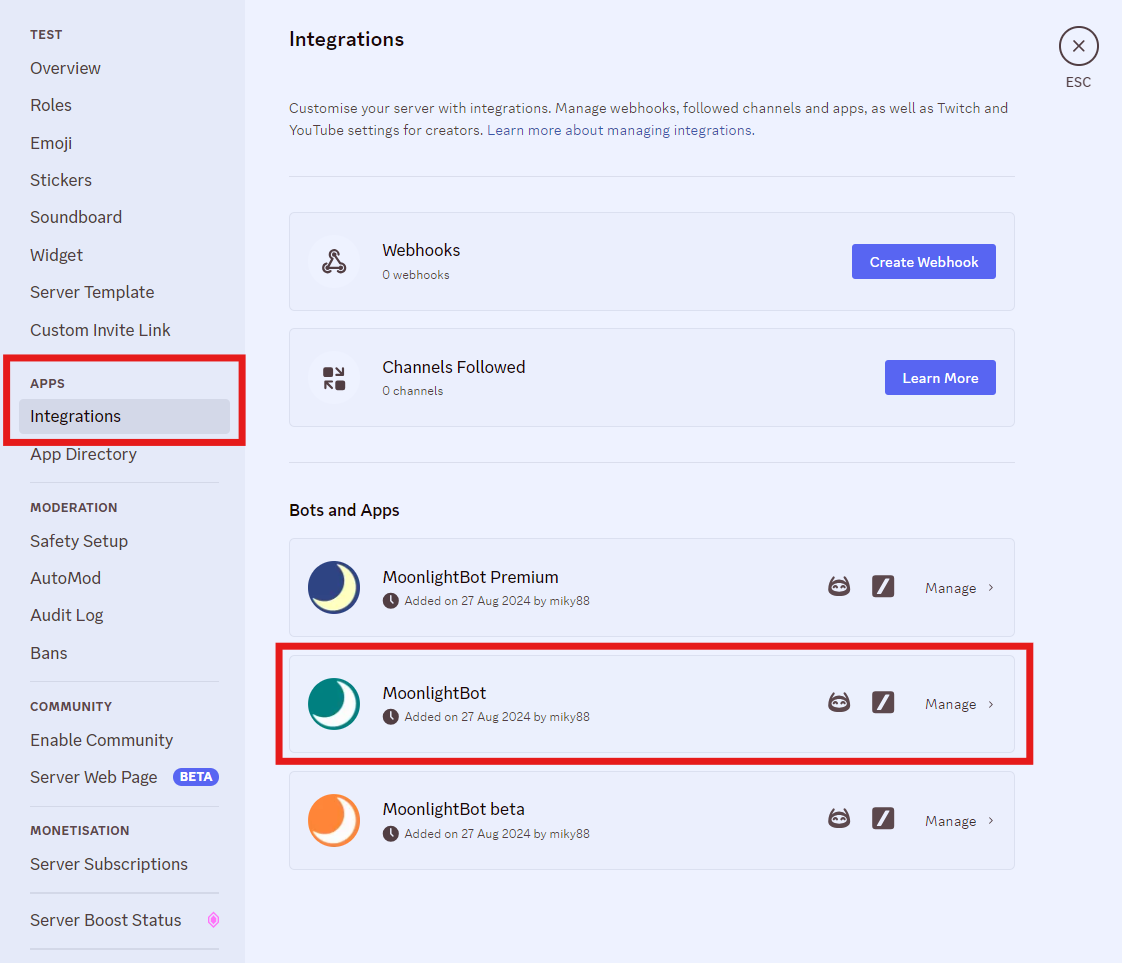 TEST
Overview
Roles
Emoji
Stickers
Soundboard
Widget
Server Template
Custom Invite Link
APPS
Integrations
App Directory
MODERATION
Safety Setup
AutoMod
Audit Log
Bans
COMMUNITY
Enable Community
Server Web Page BETA
MONETISATION
Server Subscriptions
Server Boost Status
Integrations
ESC
Customise your server with integrations. Manage webhooks, followed channels and apps, as well as Twitch and
YouTube settings for creators. Learn more about managing integrations.
Webhooks
0 webhooks
Create Webhook
Channels Followed
0 channels
Learn More
Bots and Apps
MoonlightBot Premium
Added on 27 Aug 2024 by miky88
Manage
MoonlightBot
Added on 27 Aug 2024 by miky88
Manage
MoonlightBot beta
Added on 27 Aug 2024 by miky88
Manage